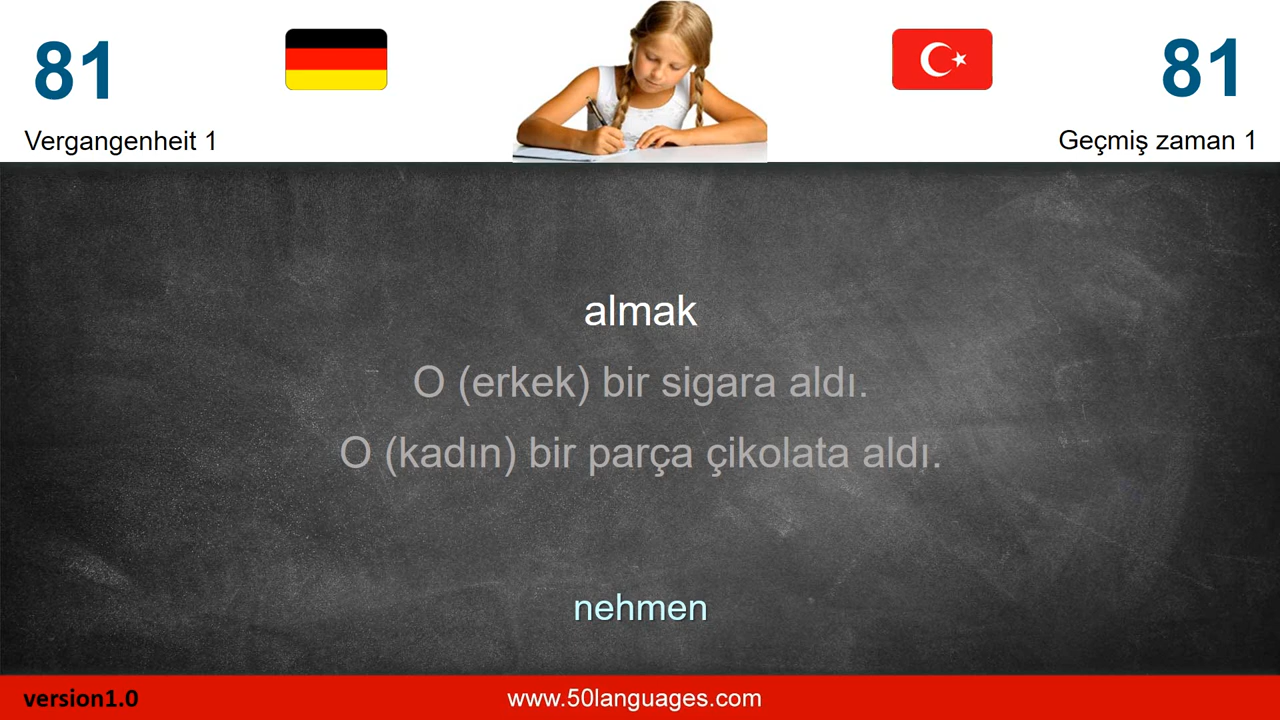 81
81
Vergangenheit 1
Geçmiş zaman 1
almak
O (erkek) bir sigara aldı.
O (kadın) bir parça çikolata aldı.
nehmen
version1.0
www.50languages.com